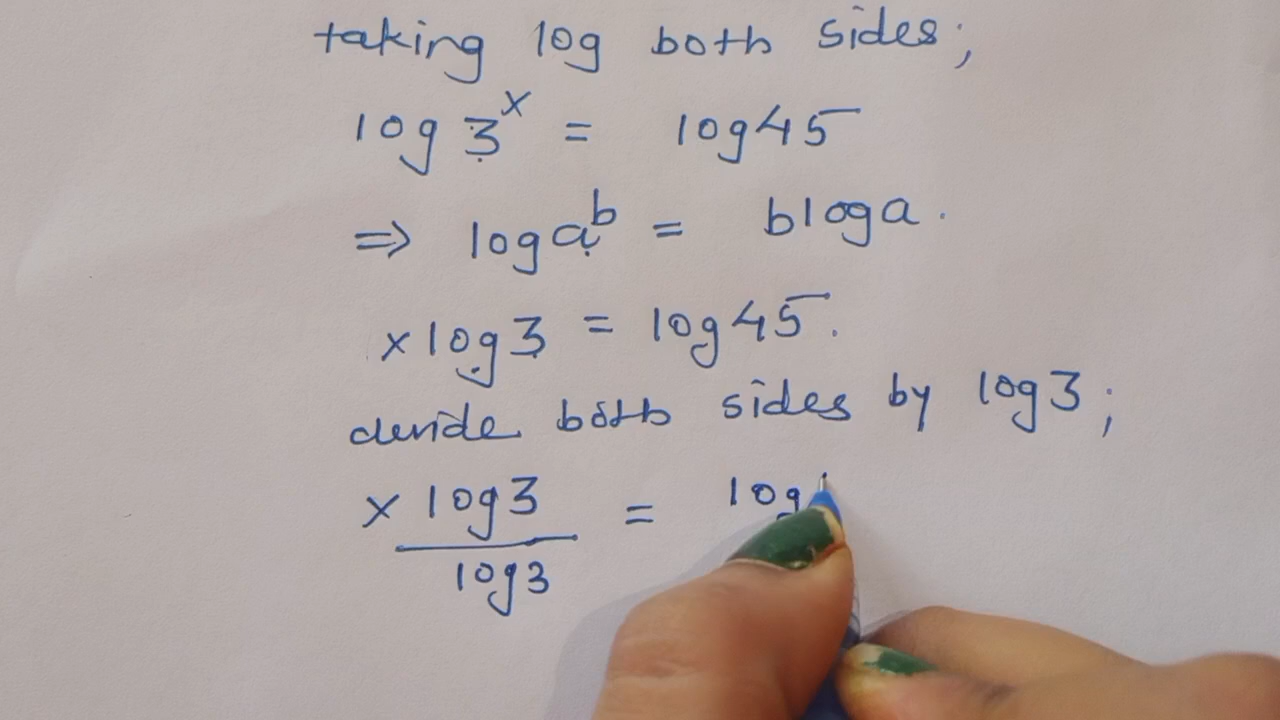 taking log both sides;
log 3^x = log 45
⇒ log a^b = b log a.
x log 3 = log 45.
divide both sides by log 3;
x log 3 / log 3 = log